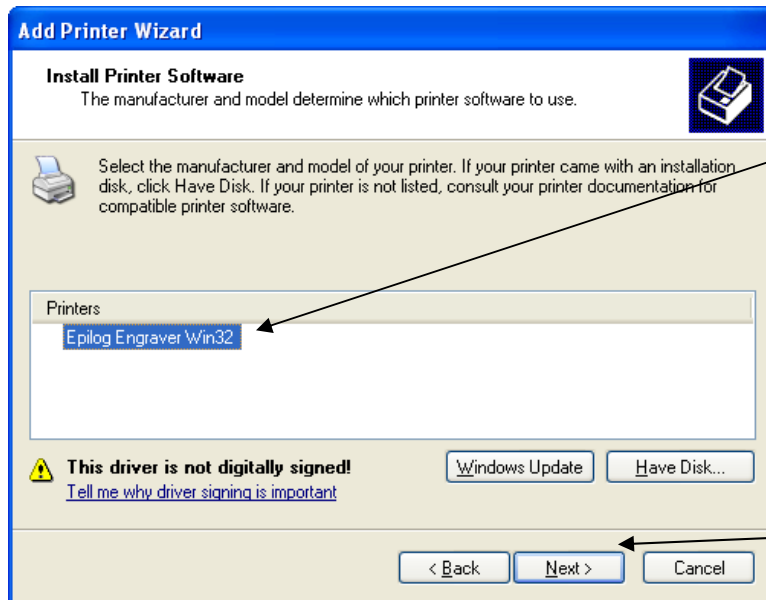 Add Printer Wizard
Install Printer Software
The manufacturer and model determine which printer software to use.
Select the manufacturer and model of your printer. If your printer came with an installation
disk, click Have Disk. If your printer is not listed, consult your printer documentation for
compatible printer software.
Printers
Epilog Engraver Win32
This driver is not digitally signed!
Tell me why driver signing is important
Windows Update
Have Disk...
< Back
Next >
Cancel